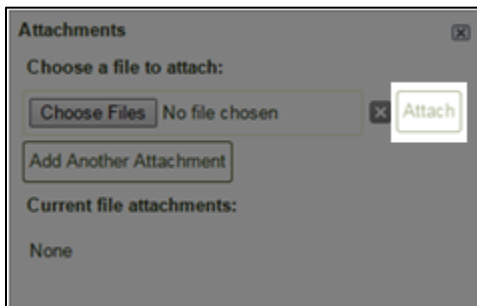 Attachments
Choose a file to attach:
Choose Files No file chosen Attach
Add Another Attachment
Current file attachments:
None